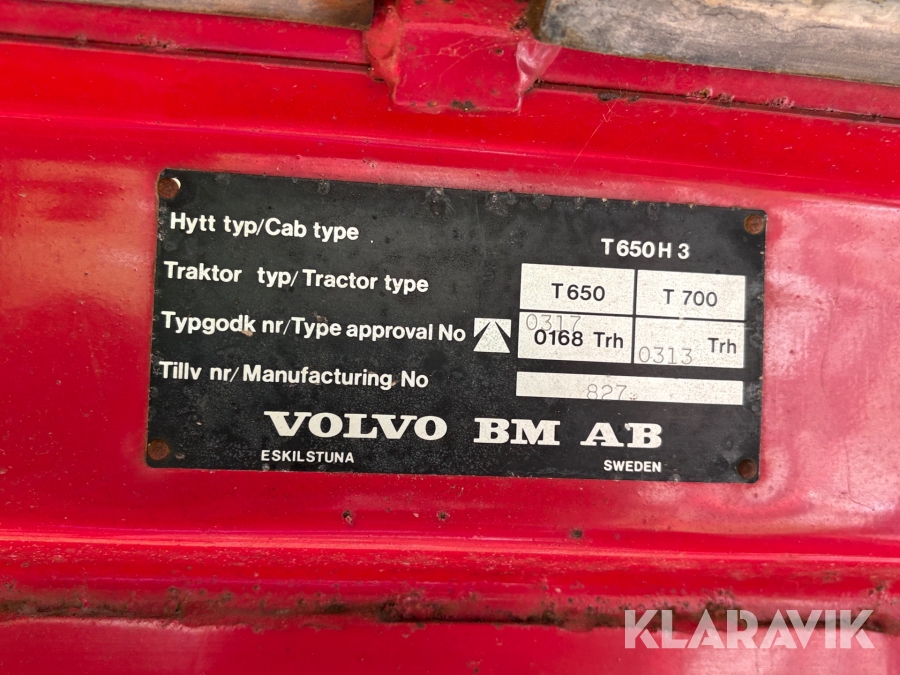 Hytt typ/Cab type T650H 3
Traktor typ/Tractor type T650 T 700
Typgodk nr/Type approval No 0317 0168 Trh 0313 Trh
Tillv nr/Manufacturing No 827
VOLVO BM AB
ESKILSTUNA SWEDEN
KLARAVIK